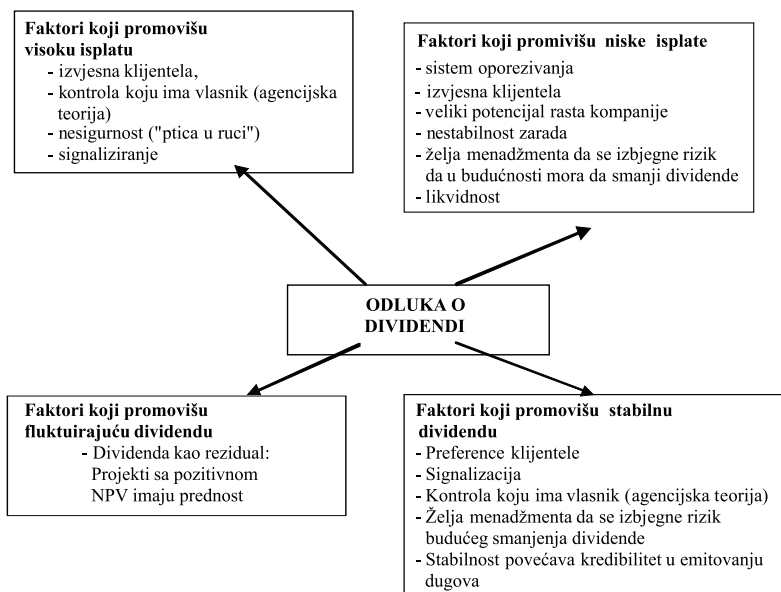 Faktori koji promovišu
visoku isplatu
- izvjesna klijentela,
- kontrola koju ima vlasnik (agencijska
teorija)
- nesigurnost ("ptica u ruci")
- signaliziranje
Faktori koji promivišu niske isplate
- sistem oporezivanja
- izvjesna klijentela
- veliki potencijal rasta kompanije
- nestabilnost zarada
- želja menadžmenta da se izbjegne rizik
da u budućnosti mora da smanji dividende
- likvidnost
ODLUKA O
DIVIDENDI
Faktori koji promovišu
fluktuirajuću dividendu
- Dividenda kao rezidual:
Projekti sa pozitivnom
NPV imaju prednost
Faktori koji promovišu stabilnu
dividendu
- Preference klijentele
- Signalizacija
- Kontrola koju ima vlasnik (agencijska teorija)
- Želja menadžmenta da se izbjegne rizik
budućeg smanjenja dividende
- Stabilnost povećava kredibilitet u emitovanju
dugova